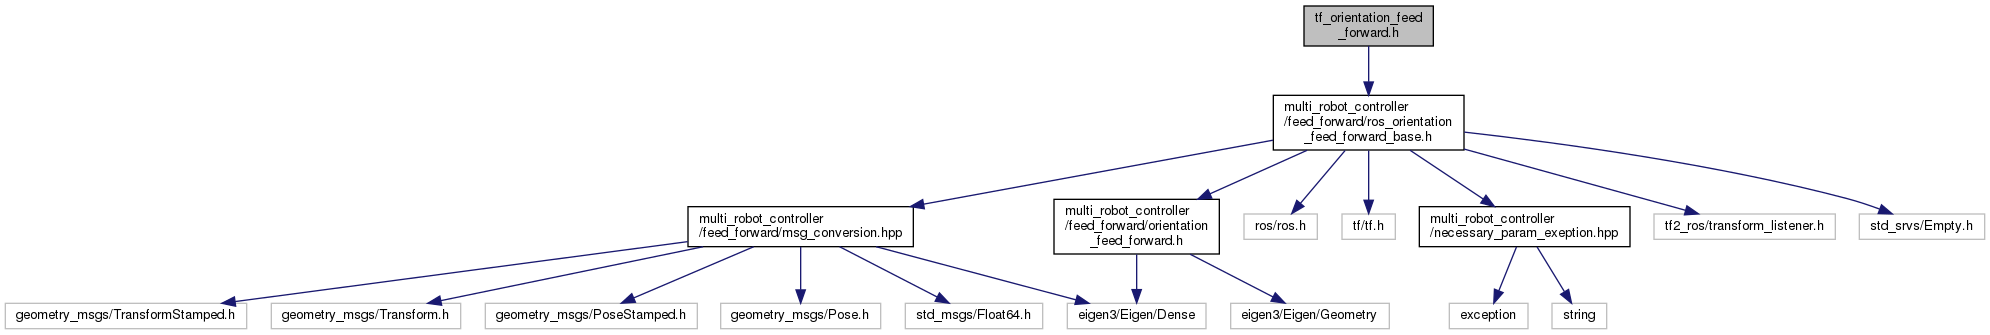 tf_orientation_feed
_forward.h
multi_robot_controller
/feed_forward/ros_orientation
_feed_forward_base.h
multi_robot_controller
/feed_forward/msg_conversion.hpp
multi_robot_controller
/feed_forward/orientation
_feed_forward.h
ros/ros.h
tf/tf.h
multi_robot_controller
/necessary_param_exeption.hpp
tf2_ros/transform_listener.h
std_srvs/Empty.h
geometry_msgs/TransformStamped.h
geometry_msgs/Transform.h
geometry_msgs/PoseStamped.h
geometry_msgs/Pose.h
std_msgs/Float64.h
eigen3/Eigen/Dense
eigen3/Eigen/Geometry
exception
string